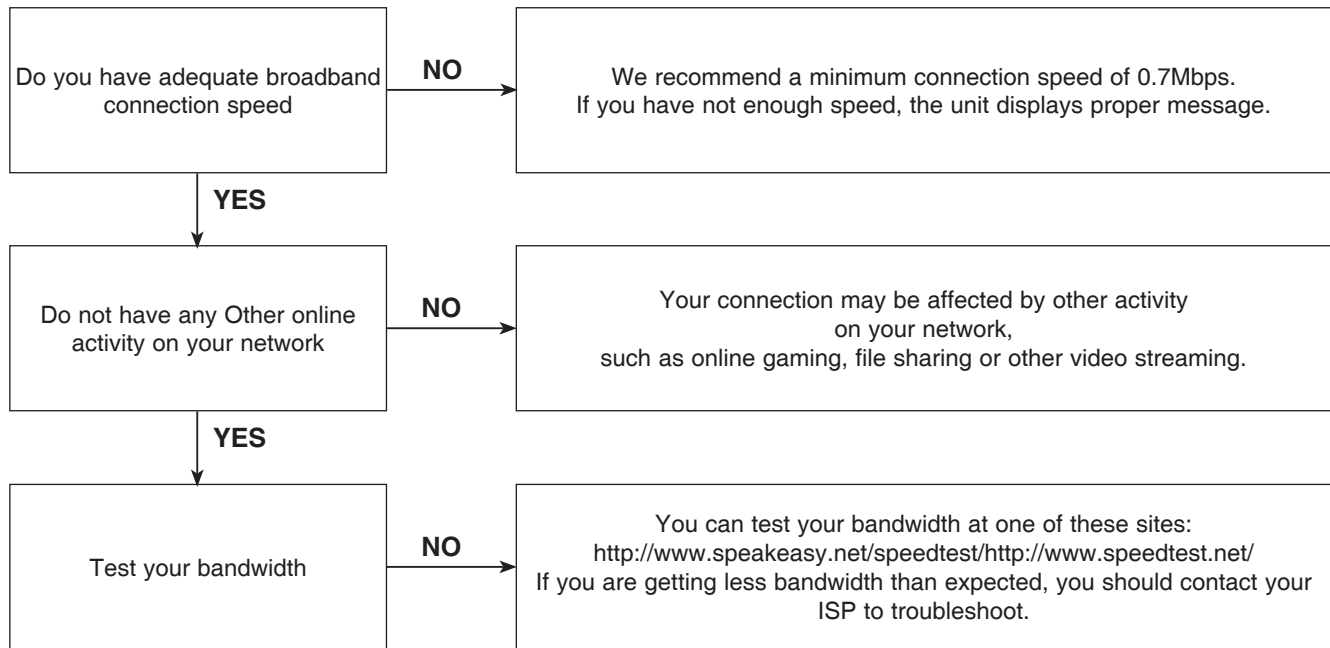 Do you have adequate broadband
connection speed
NO
We recommend a minimum connection speed of 0.7Mbps.
If you have not enough speed, the unit displays proper message.
YES
Do not have any Other online
activity on your network
NO
Your connection may be affected by other activity
on your network,
such as online gaming, file sharing or other video streaming.
YES
Test your bandwidth
NO
You can test your bandwidth at one of these sites:
http://www.speakeasy.net/speedtest/http://www.speedtest.net/
If you are getting less bandwidth than expected, you should contact your
ISP to troubleshoot.